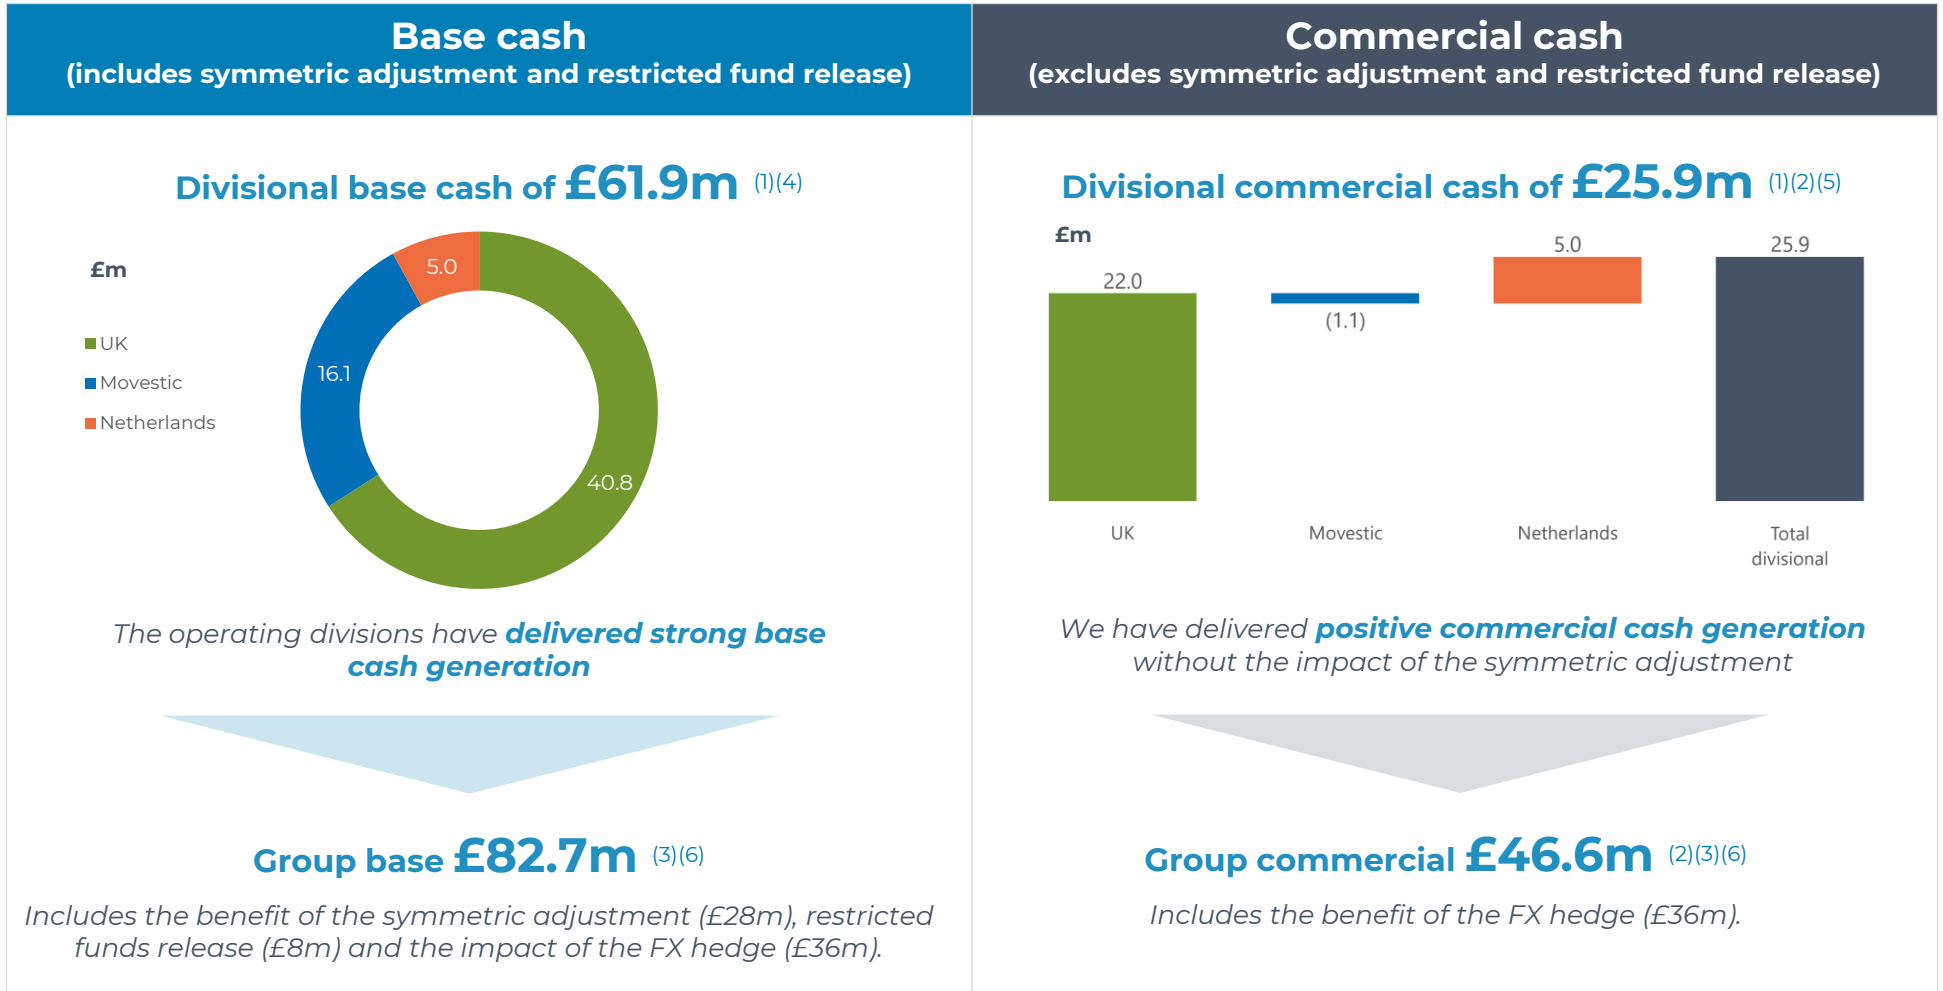 Base cash
(includes symmetric adjustment and restricted fund release)
Divisional base cash of £61.9m (1)(4)
£m
UK
Movestic
Netherlands
5.0
16.1
40.8
The operating divisions have delivered strong base
cash generation
Group base £82.7m (3)(6)
Includes the benefit of the symmetric adjustment (£28m), restricted
funds release (£8m) and the impact of the FX hedge (£36m).
Commercial cash
(excludes symmetric adjustment and restricted fund release)
Divisional commercial cash of £25.9m (1)(2)(5)
£m
22.0
(1.1)
5.0
25.9
UK
Movestic
Netherlands
Total
divisional
We have delivered positive commercial cash generation
without the impact of the symmetric adjustment
Group commercial £46.6m (2)(3)(6)
Includes the benefit of the FX hedge (£36m).